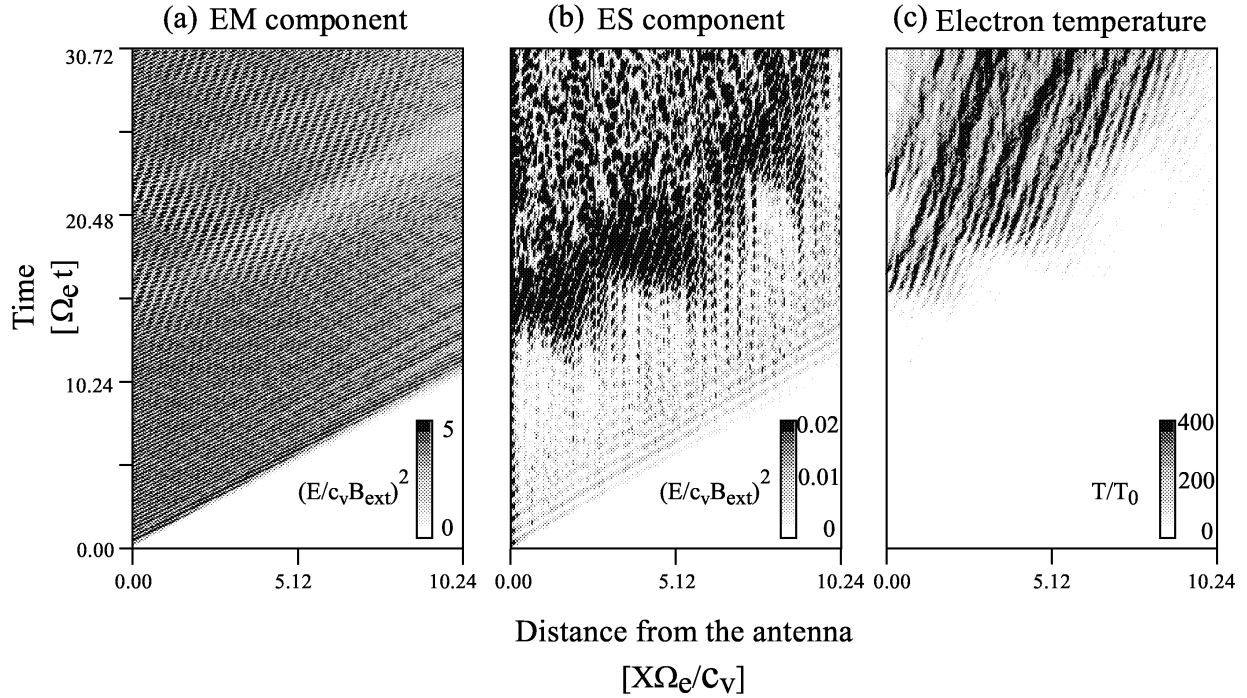 (a) EM component
(b) ES component
(c) Electron temperature
30.72
20.48
10.24
0.00
Time
[Ωe t]
5
0
(E/cvBext)2
0.02
0.01
0
(E/cvBext)2
400
200
0
T/T0
0.00 5.12 10.24
0.00 5.12 10.24
0.00 5.12 10.24
Distance from the antenna
[XΩe/cv]